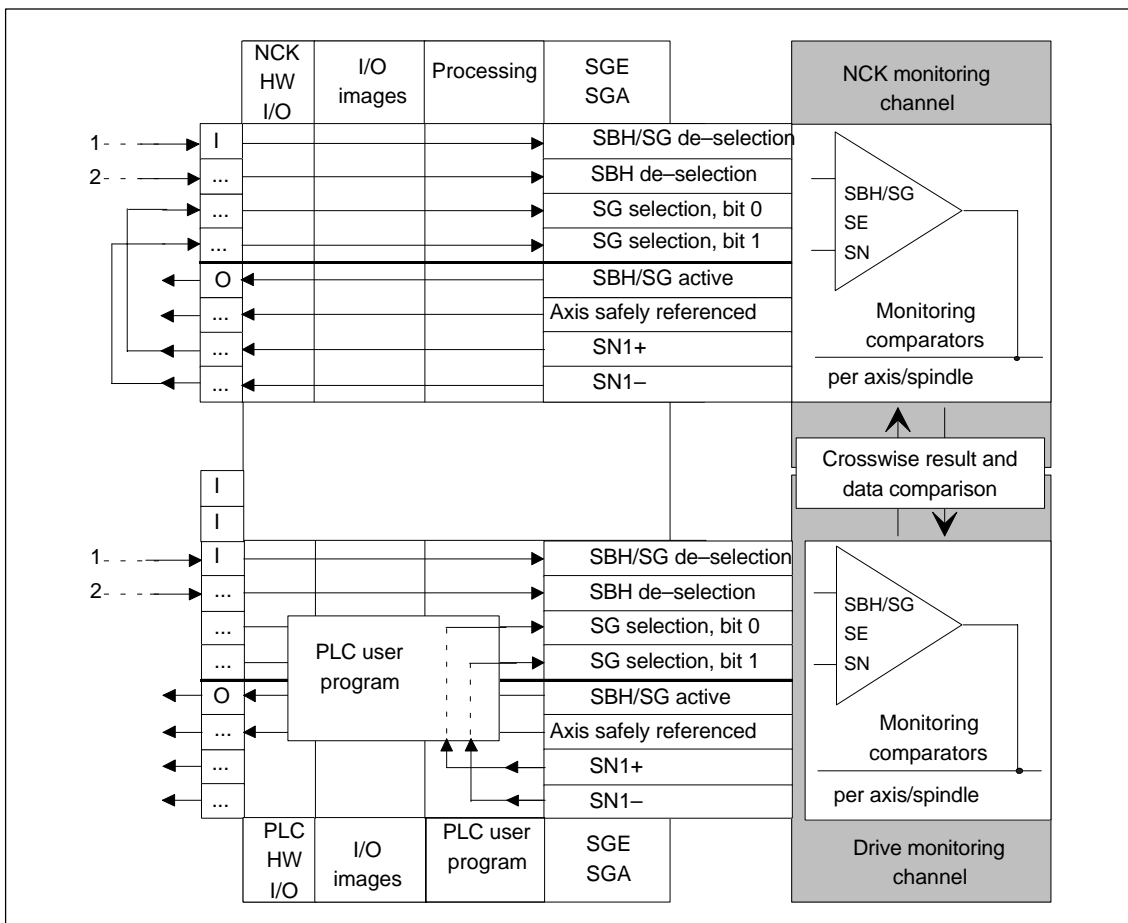 NCK
HW
I/O
I/O
images
Processing
SGE
SGA
NCK monitoring
channel
1
I
SBH/SG de–selection
2
...
SBH de–selection
...
SG selection, bit 0
...
SG selection, bit 1
O
SBH/SG active
...
Axis safely referenced
...
SN1+
...
SN1–
SBH/SG
SE
SN
Monitoring
comparators
per axis/spindle
Crosswise result and
data comparison
I
I
1
I
SBH/SG de–selection
2
...
SBH de–selection
...
SG selection, bit 0
...
SG selection, bit 1
PLC user
program
O
SBH/SG active
...
Axis safely referenced
...
SN1+
...
SN1–
SBH/SG
SE
SN
Monitoring
comparators
per axis/spindle
PLC
HW
I/O
I/O
images
PLC user
program
SGE
SGA
Drive monitoring
channel